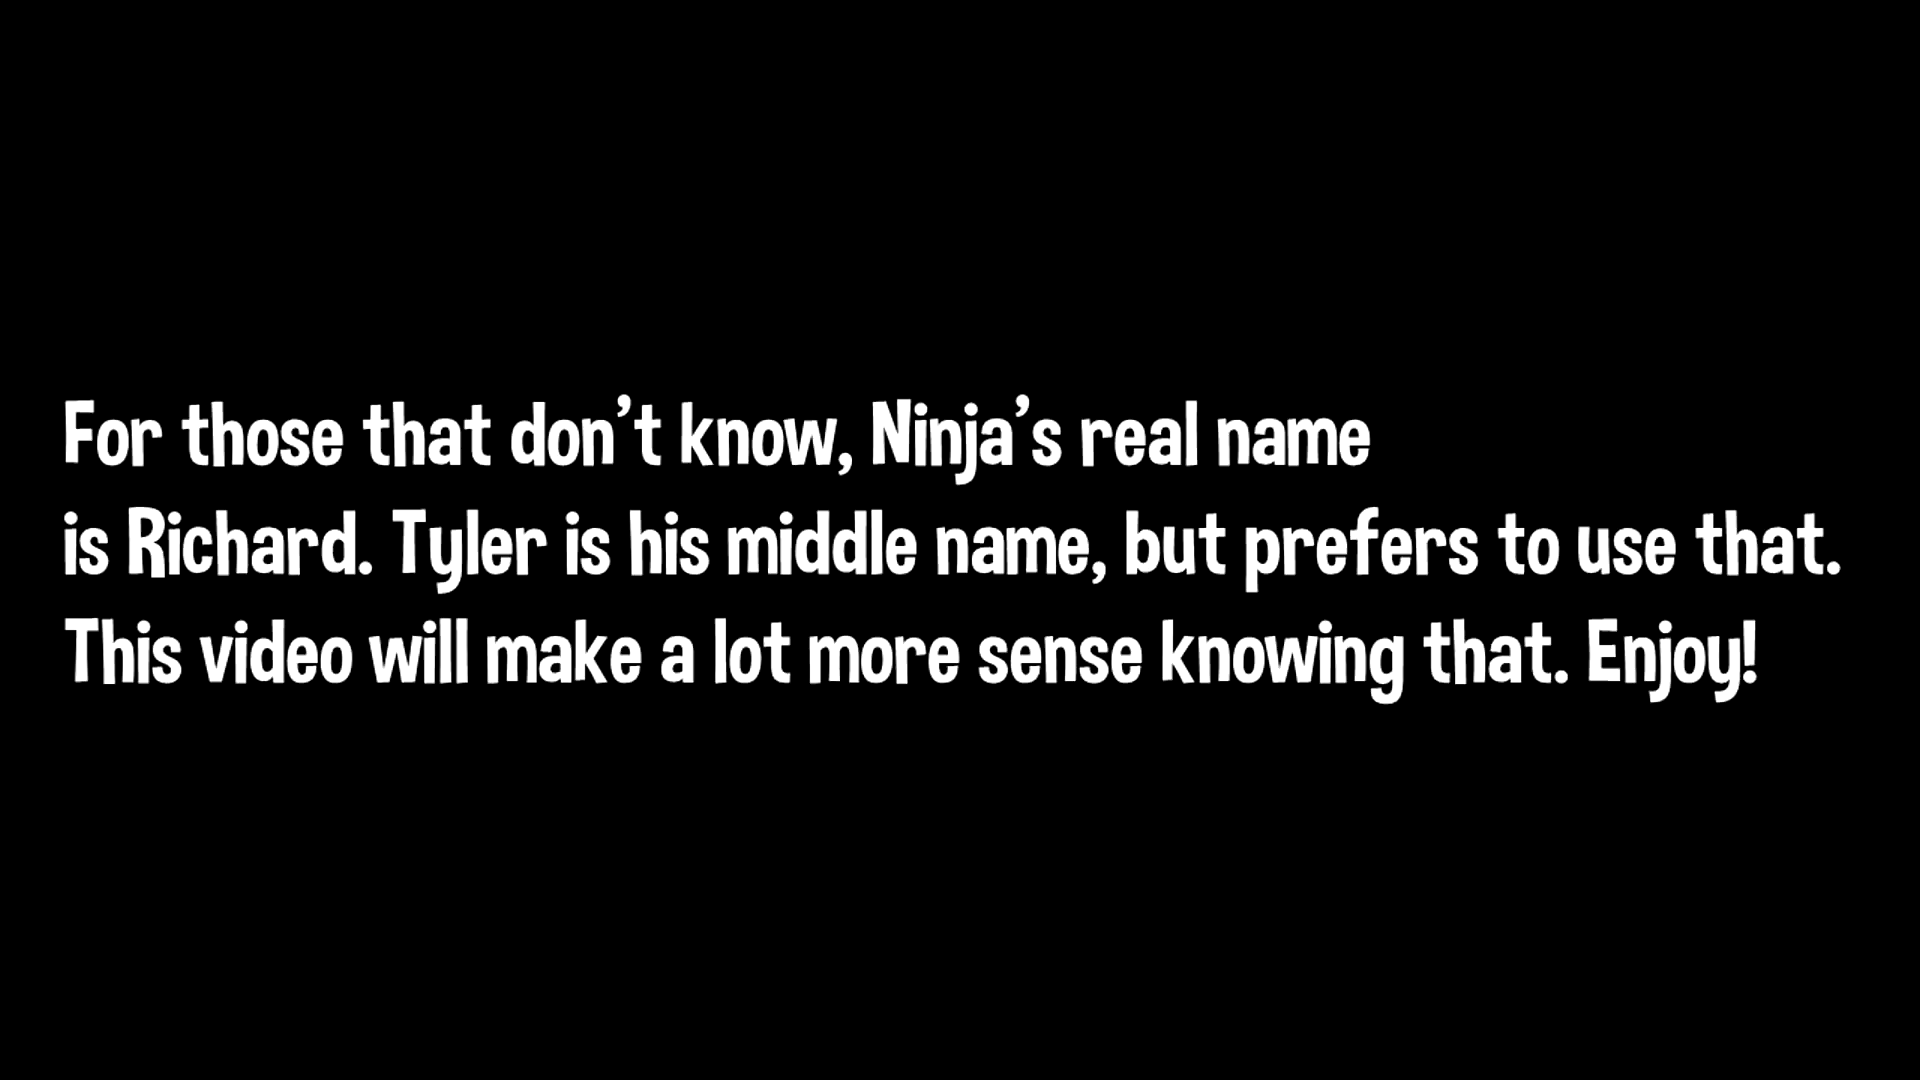 For those that don’t know, Ninja’s real name
is Richard. Tyler is his middle name, but prefers to use that.
This video will make a lot more sense knowing that. Enjoy!